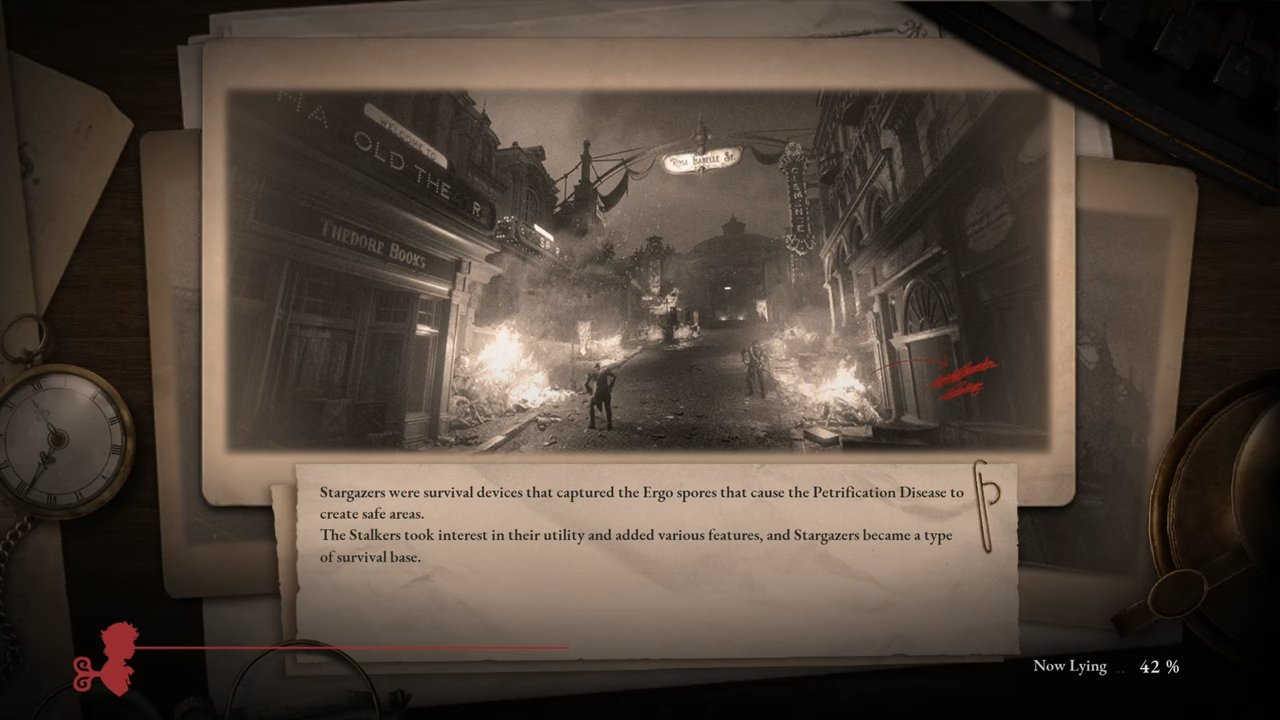 WELCOME TO
OLD THE
R
THEDORE BOOKS
ROSA ISABELLE St.
Stargazers were survival devices that captured the Ergo spores that cause the Petrification Disease to
create safe areas.
The Stalkers took interest in their utility and added various features, and Stargazers became a type
of survival base.
Now Lying ..
42 %